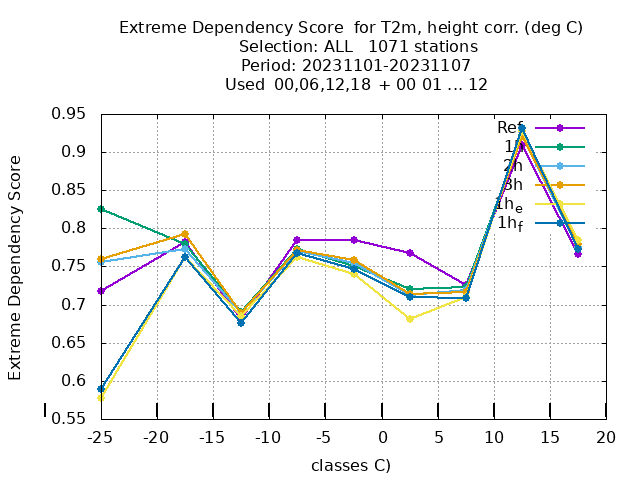 Extreme Dependency Score for T2m, height corr. (deg C)
Selection: ALL 1071 stations
Period: 20231101-20231107
Used 00,06,12,18 + 00 01 ... 12
0.95
0.9
0.85
0.8
0.75
0.7
0.65
0.6
0.55
Extreme Dependency Score
Ref
2h
3h
1he
1hf
-25 -20 -15 -10 -5 0 5 10 15 20
classes C)